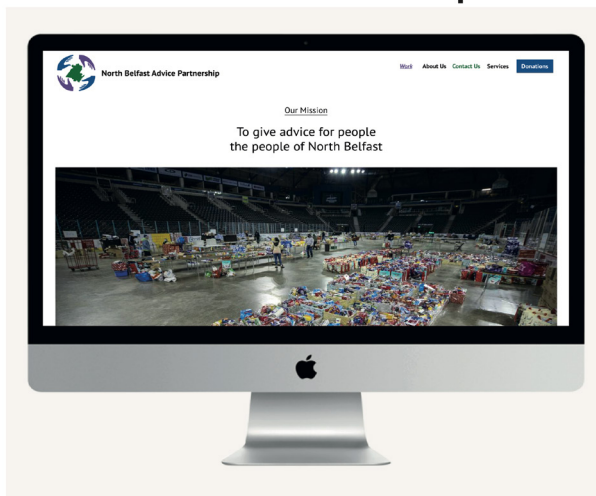 North Belfast Advice Partnership
Work About Us Contact Us Services Donations
Our Mission
To give advice for people
the people of North Belfast